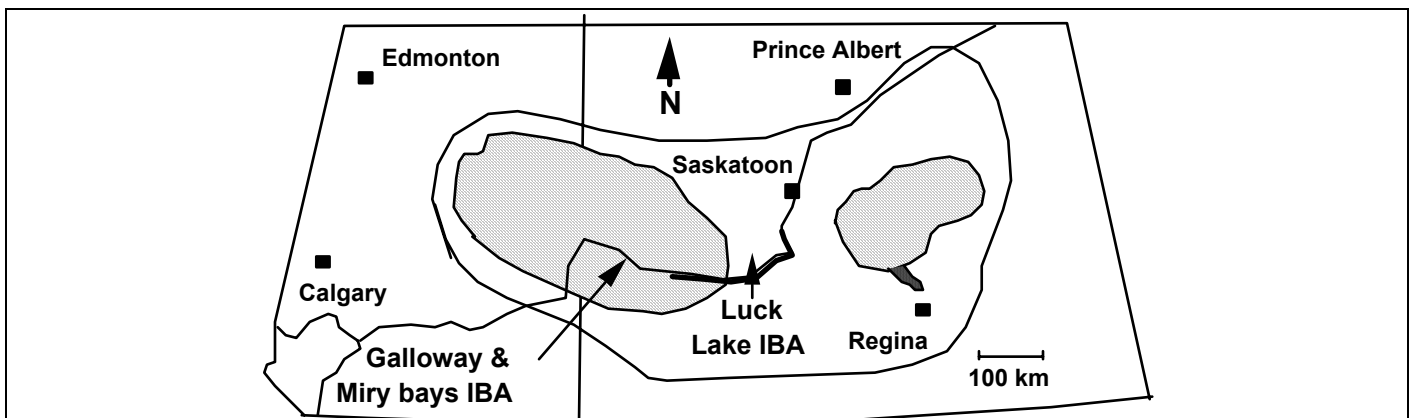 Edmonton
Prince Albert
N
Saskatoon
Calgary
Luck
Lake IBA
Regina
Galloway &
Miry bays IBA
100 km